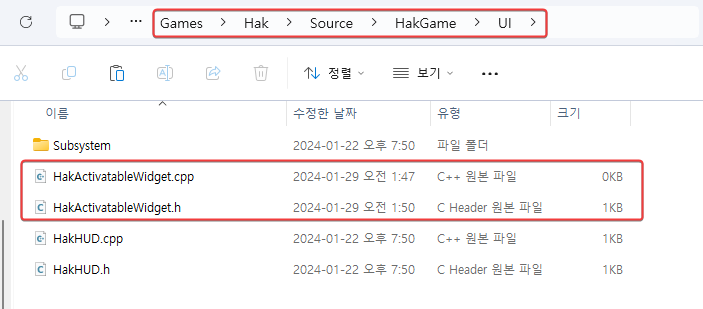 ··· Games > Hak > Source > HakGame > UI >
정렬 보기 ···
이름 수정한 날짜 유형 크기
Subsystem 2024-01-22 오후 7:50 파일 폴더
HakActivatableWidget.cpp 2024-01-29 오전 1:47 C++ 원본 파일 0KB
HakActivatableWidget.h 2024-01-29 오전 1:50 C Header 원본 파일 1KB
HakHUD.cpp 2024-01-22 오후 7:50 C++ 원본 파일 1KB
HakHUD.h 2024-01-22 오후 7:50 C Header 원본 파일 1KB